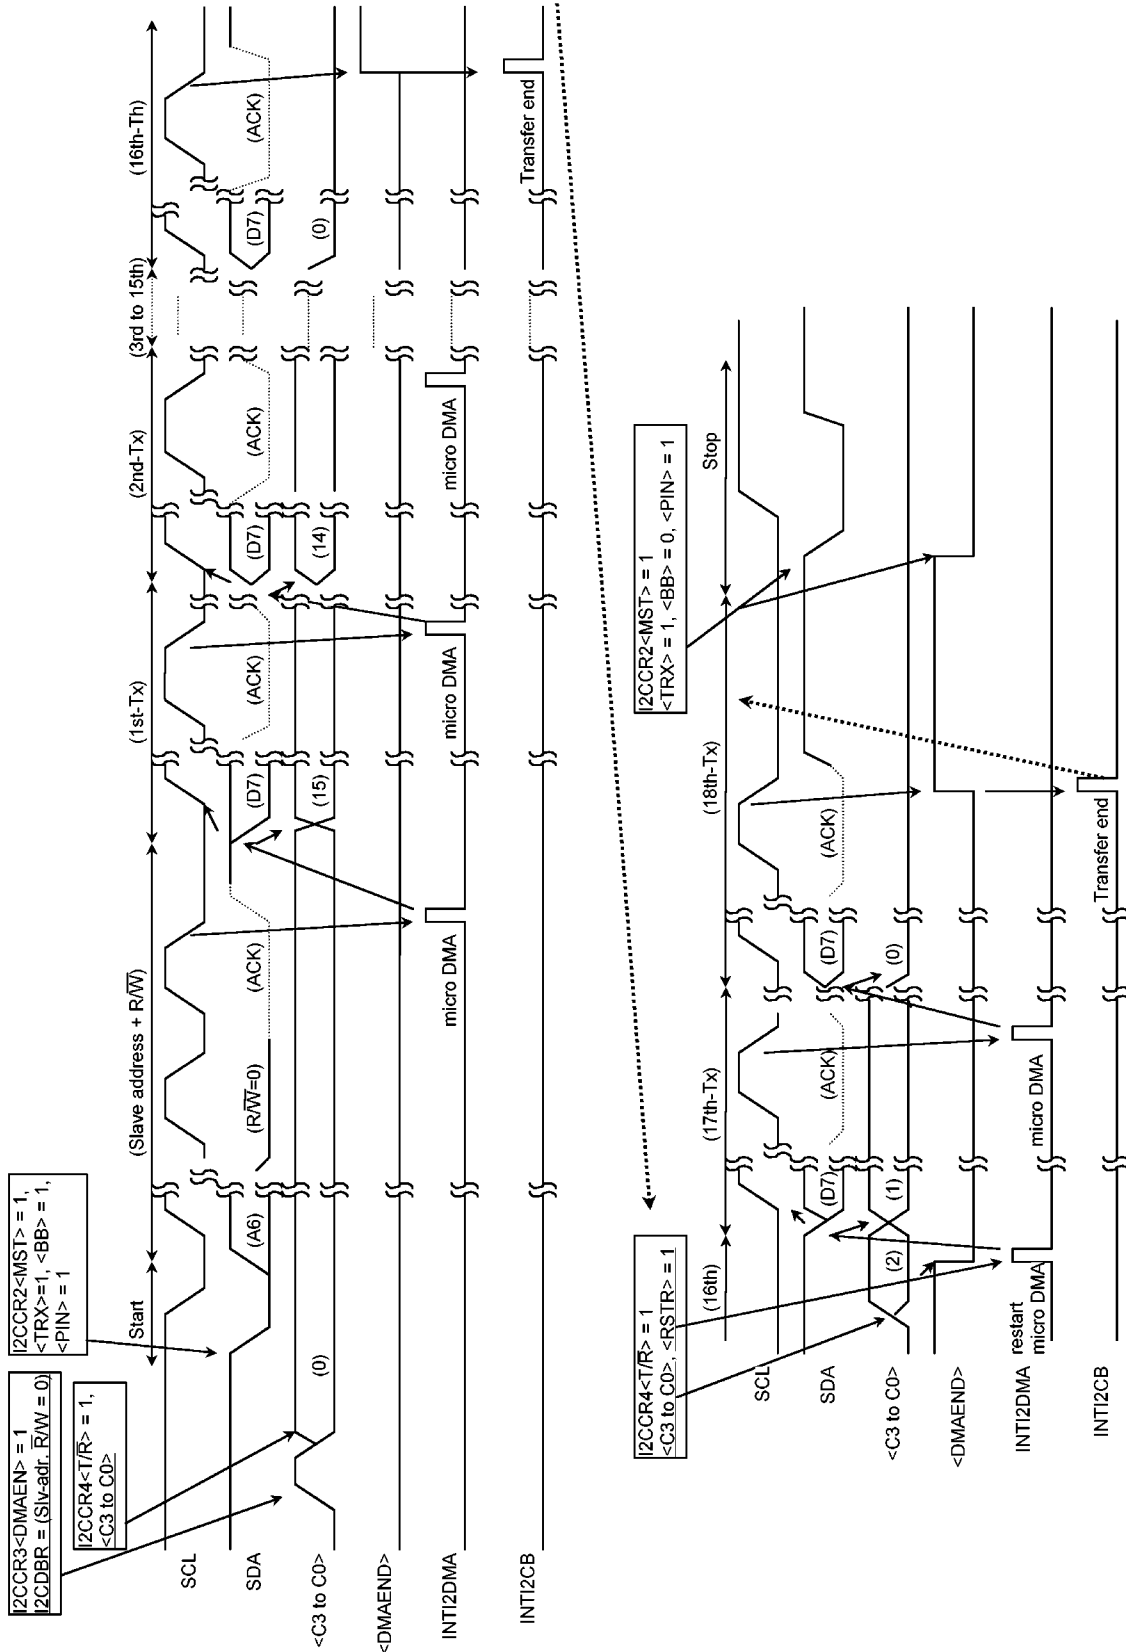 I2CCR3<DMAEN> = 1
I2CDBR = (Slv-adr. R/W = 0)
I2CCR4<T/R> = 1,
<C3 to C0>
I2CCR2<MST> = 1,
<TRX>=1, <BB> = 1,
<PIN> = 1
Start
(Slave address + R/W)
(1st-Tx)
(2nd-Tx)
(3rd to 15th)
(16th-Th)
SCL
SDA
(A6)
(R/W=0)
(ACK)
(D7)
(ACK)
(D7)
(ACK)
(D7)
(ACK)
<C3 to C0>
(0)
(15)
(14)
(0)
<DMAEND>
INTI2DMA
micro DMA
micro DMA
micro DMA
INTI2CB
Transfer end
I2CCR4<T/R> = 1
<C3 to C0>, <RSTR> = 1
I2CCR2<MST> = 1
<TRX> = 1, <BB> = 0, <PIN> = 1
(16th)
(17th-Tx)
(18th-Tx)
Stop
SCL
SDA
(D7)
(ACK)
(D7)
(ACK)
<C3 to C0>
(2)
(1)
(0)
<DMAEND>
INTI2DMA
restart
micro DMA
micro DMA
INTI2CB
Transfer end